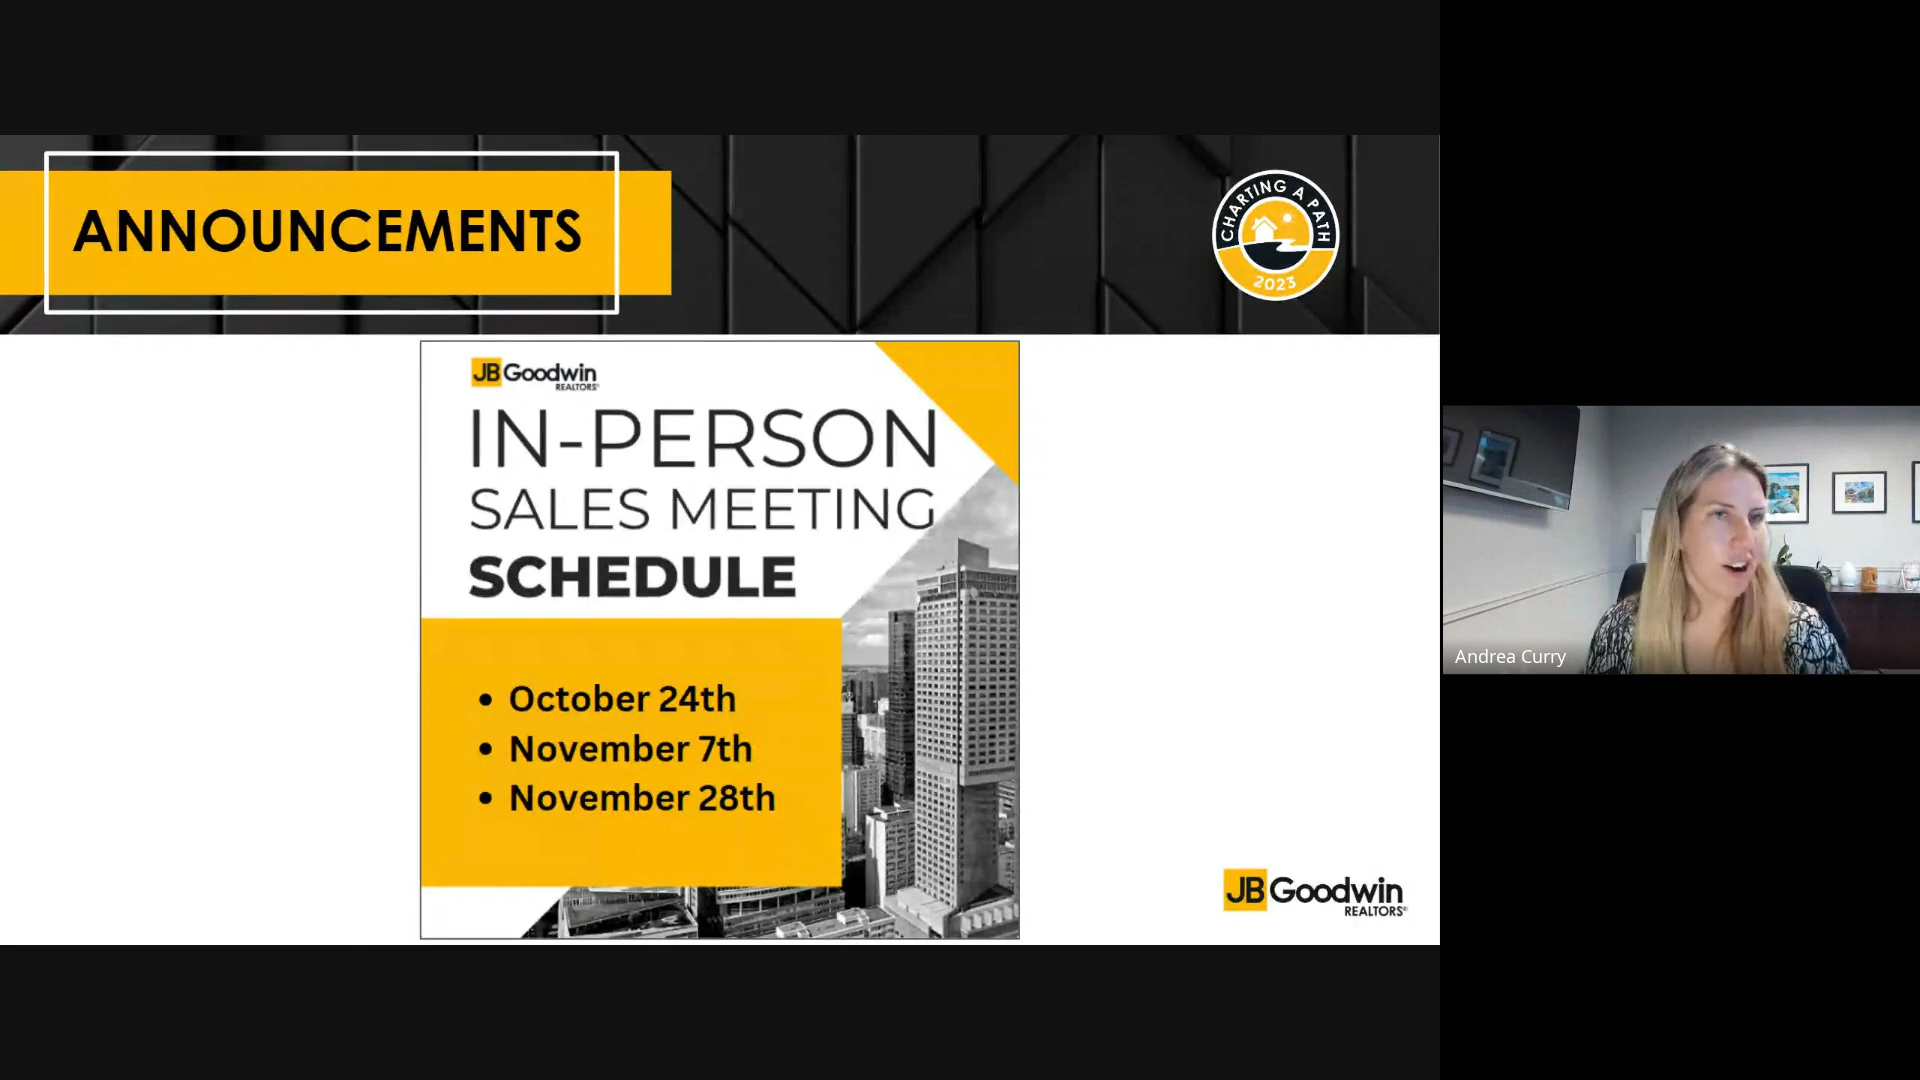 ANNOUNCEMENTS
CHARTING A PATH
2023
JB Goodwin
REALTORS®
IN-PERSON
SALES MEETING
SCHEDULE
• October 24th
• November 7th
• November 28th
JB Goodwin
REALTORS®
Andrea Curry